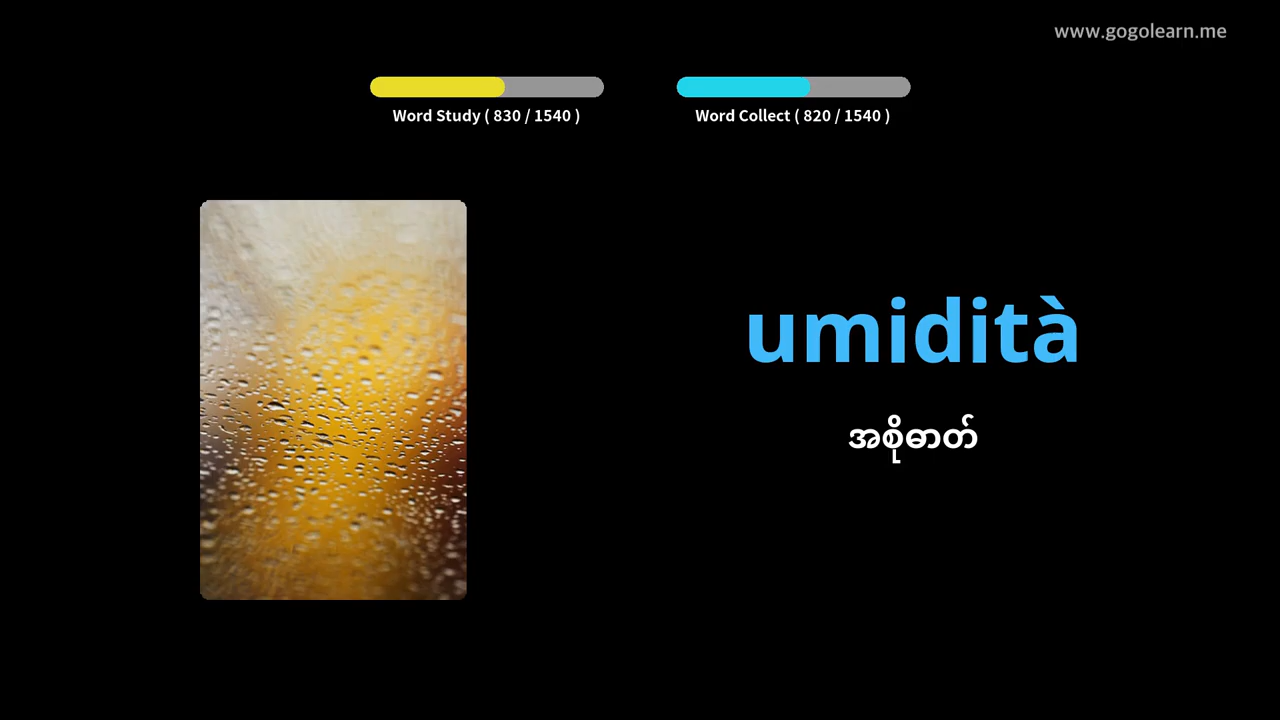 www.gogolearn.me
Word Study ( 830 / 1540 )
Word Collect ( 820 / 1540 )
umidità
အစိုဓာတ်